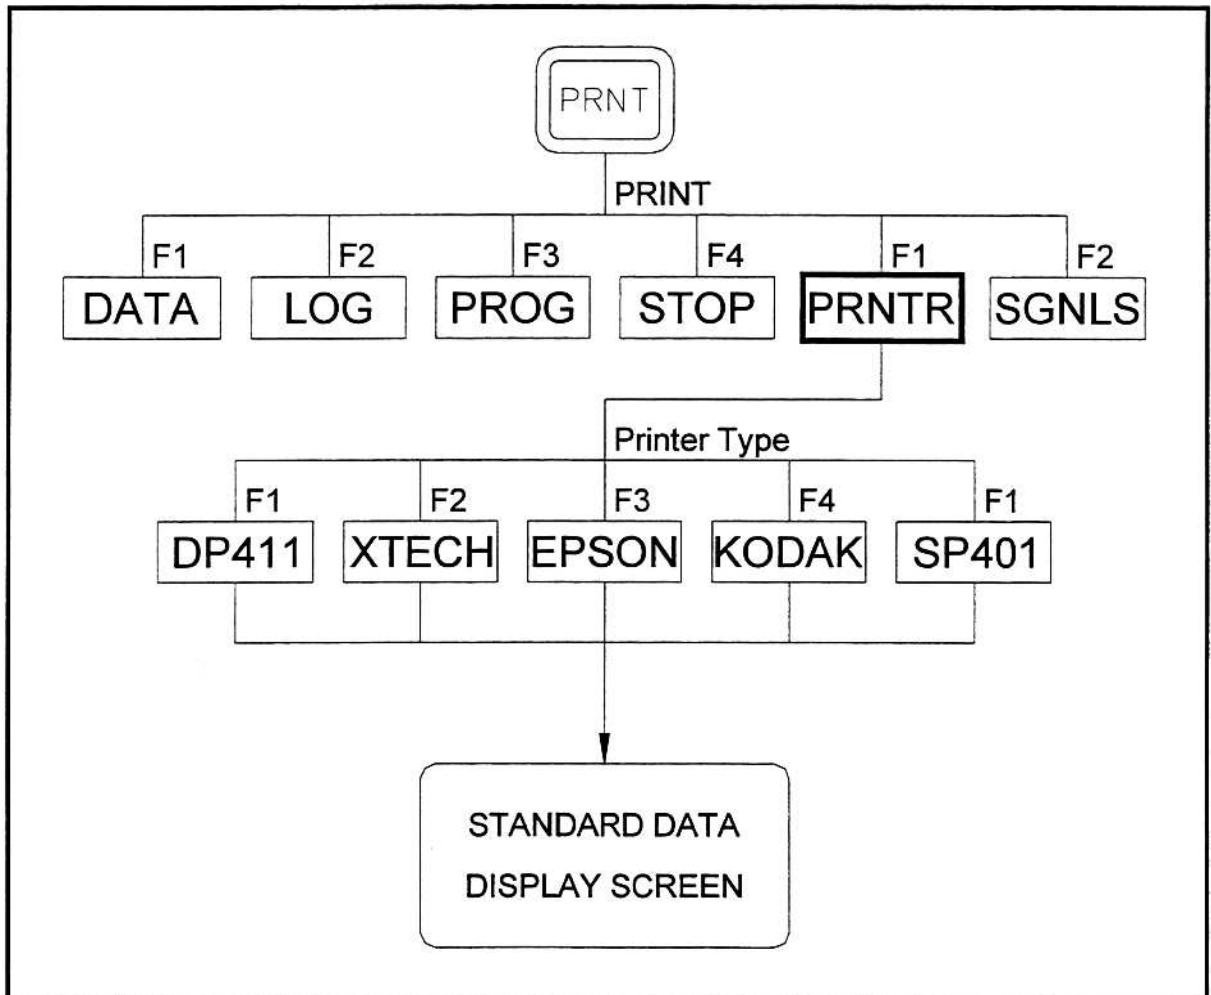 PRNT
PRINT
F1 F2 F3 F4 F1 F2
DATA LOG PROG STOP PRNTR SGNLS
Printer Type
F1 F2 F3 F4 F1
DP411 XTECH EPSON KODAK SP401
STANDARD DATA
DISPLAY SCREEN